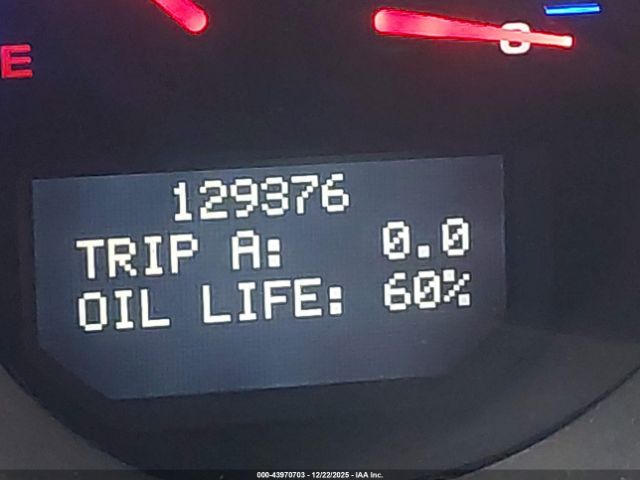 E
C
129376
TRIP A: 0.0
OIL LIFE: 60%
000-43970703 - 12/22/2025 - IAA Inc.